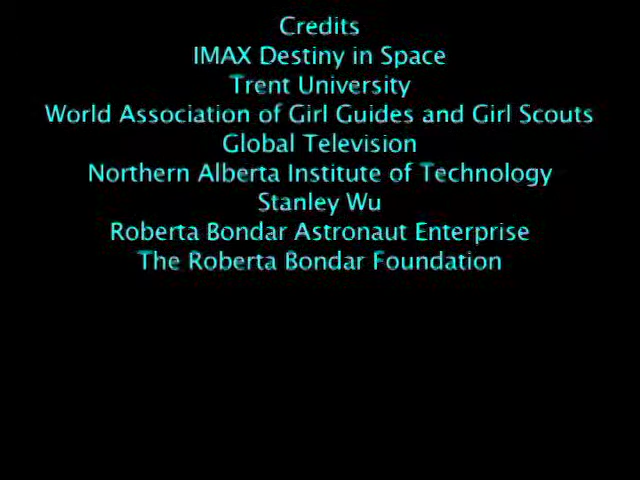 Credits
IMAX Destiny in Space
Trent University
World Association of Girl Guides and Girl Scouts
Global Television
Northern Alberta Institute of Technology
Stanley Wu
Roberta Bondar Astronaut Enterprise
The Roberta Bondar Foundation